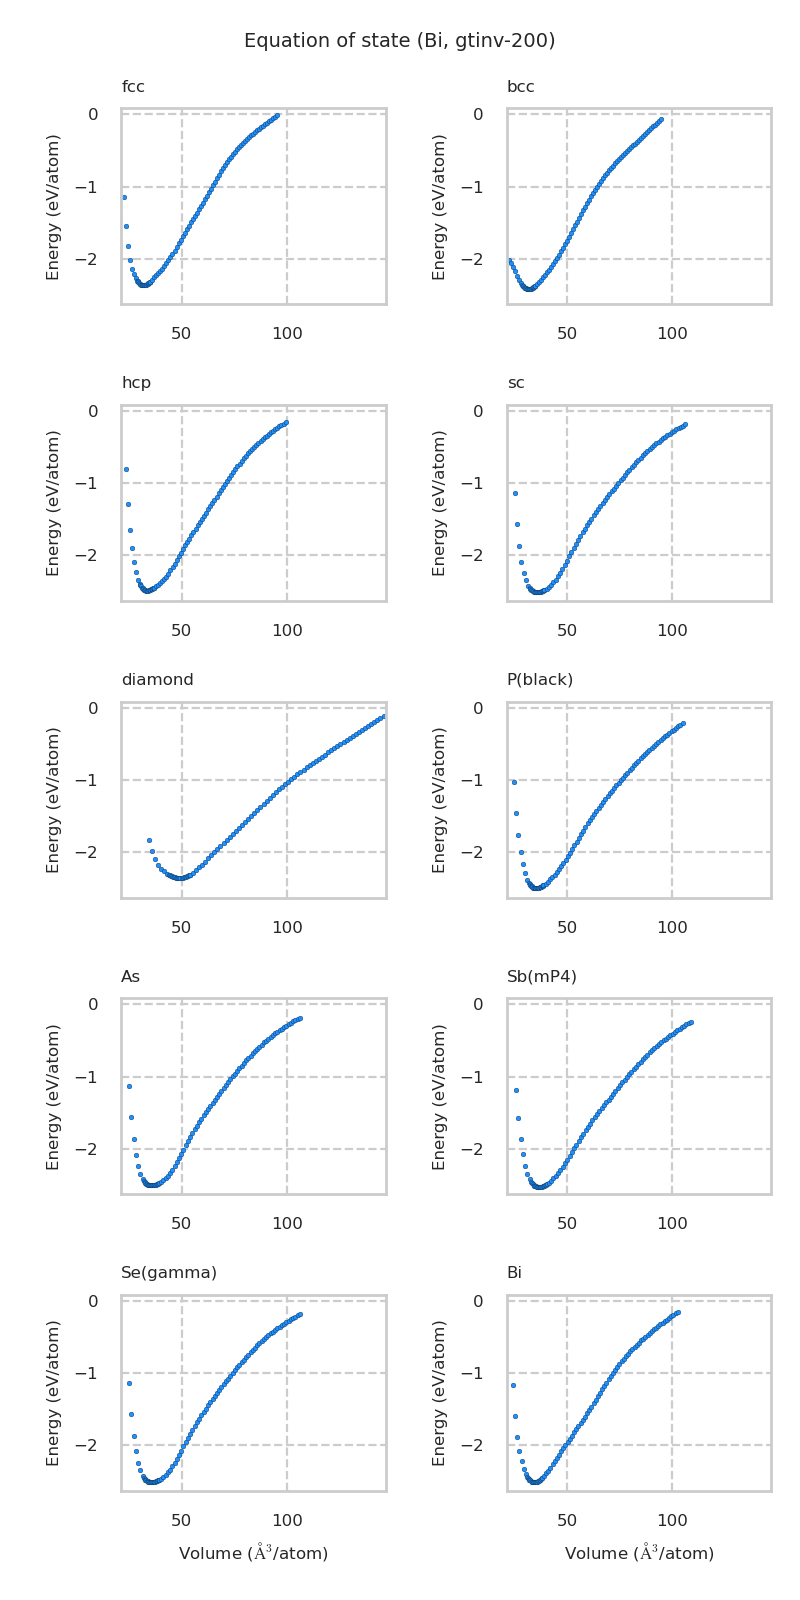 Equation of state (Bi, gtinv-200)
fcc
bcc
0
−1
−2
Energy (eV/atom)
50
100
0
−1
−2
Energy (eV/atom)
50
100
hcp
sc
0
−1
−2
Energy (eV/atom)
50
100
0
−1
−2
Energy (eV/atom)
50
100
diamond
P(black)
0
−1
−2
Energy (eV/atom)
50
100
0
−1
−2
Energy (eV/atom)
50
100
As
Sb(mP4)
0
−1
−2
Energy (eV/atom)
50
100
0
−1
−2
Energy (eV/atom)
50
100
Se(gamma)
Bi
0
−1
−2
Energy (eV/atom)
50
100
Volume (Å³/atom)
0
−1
−2
Energy (eV/atom)
50
100
Volume (Å³/atom)